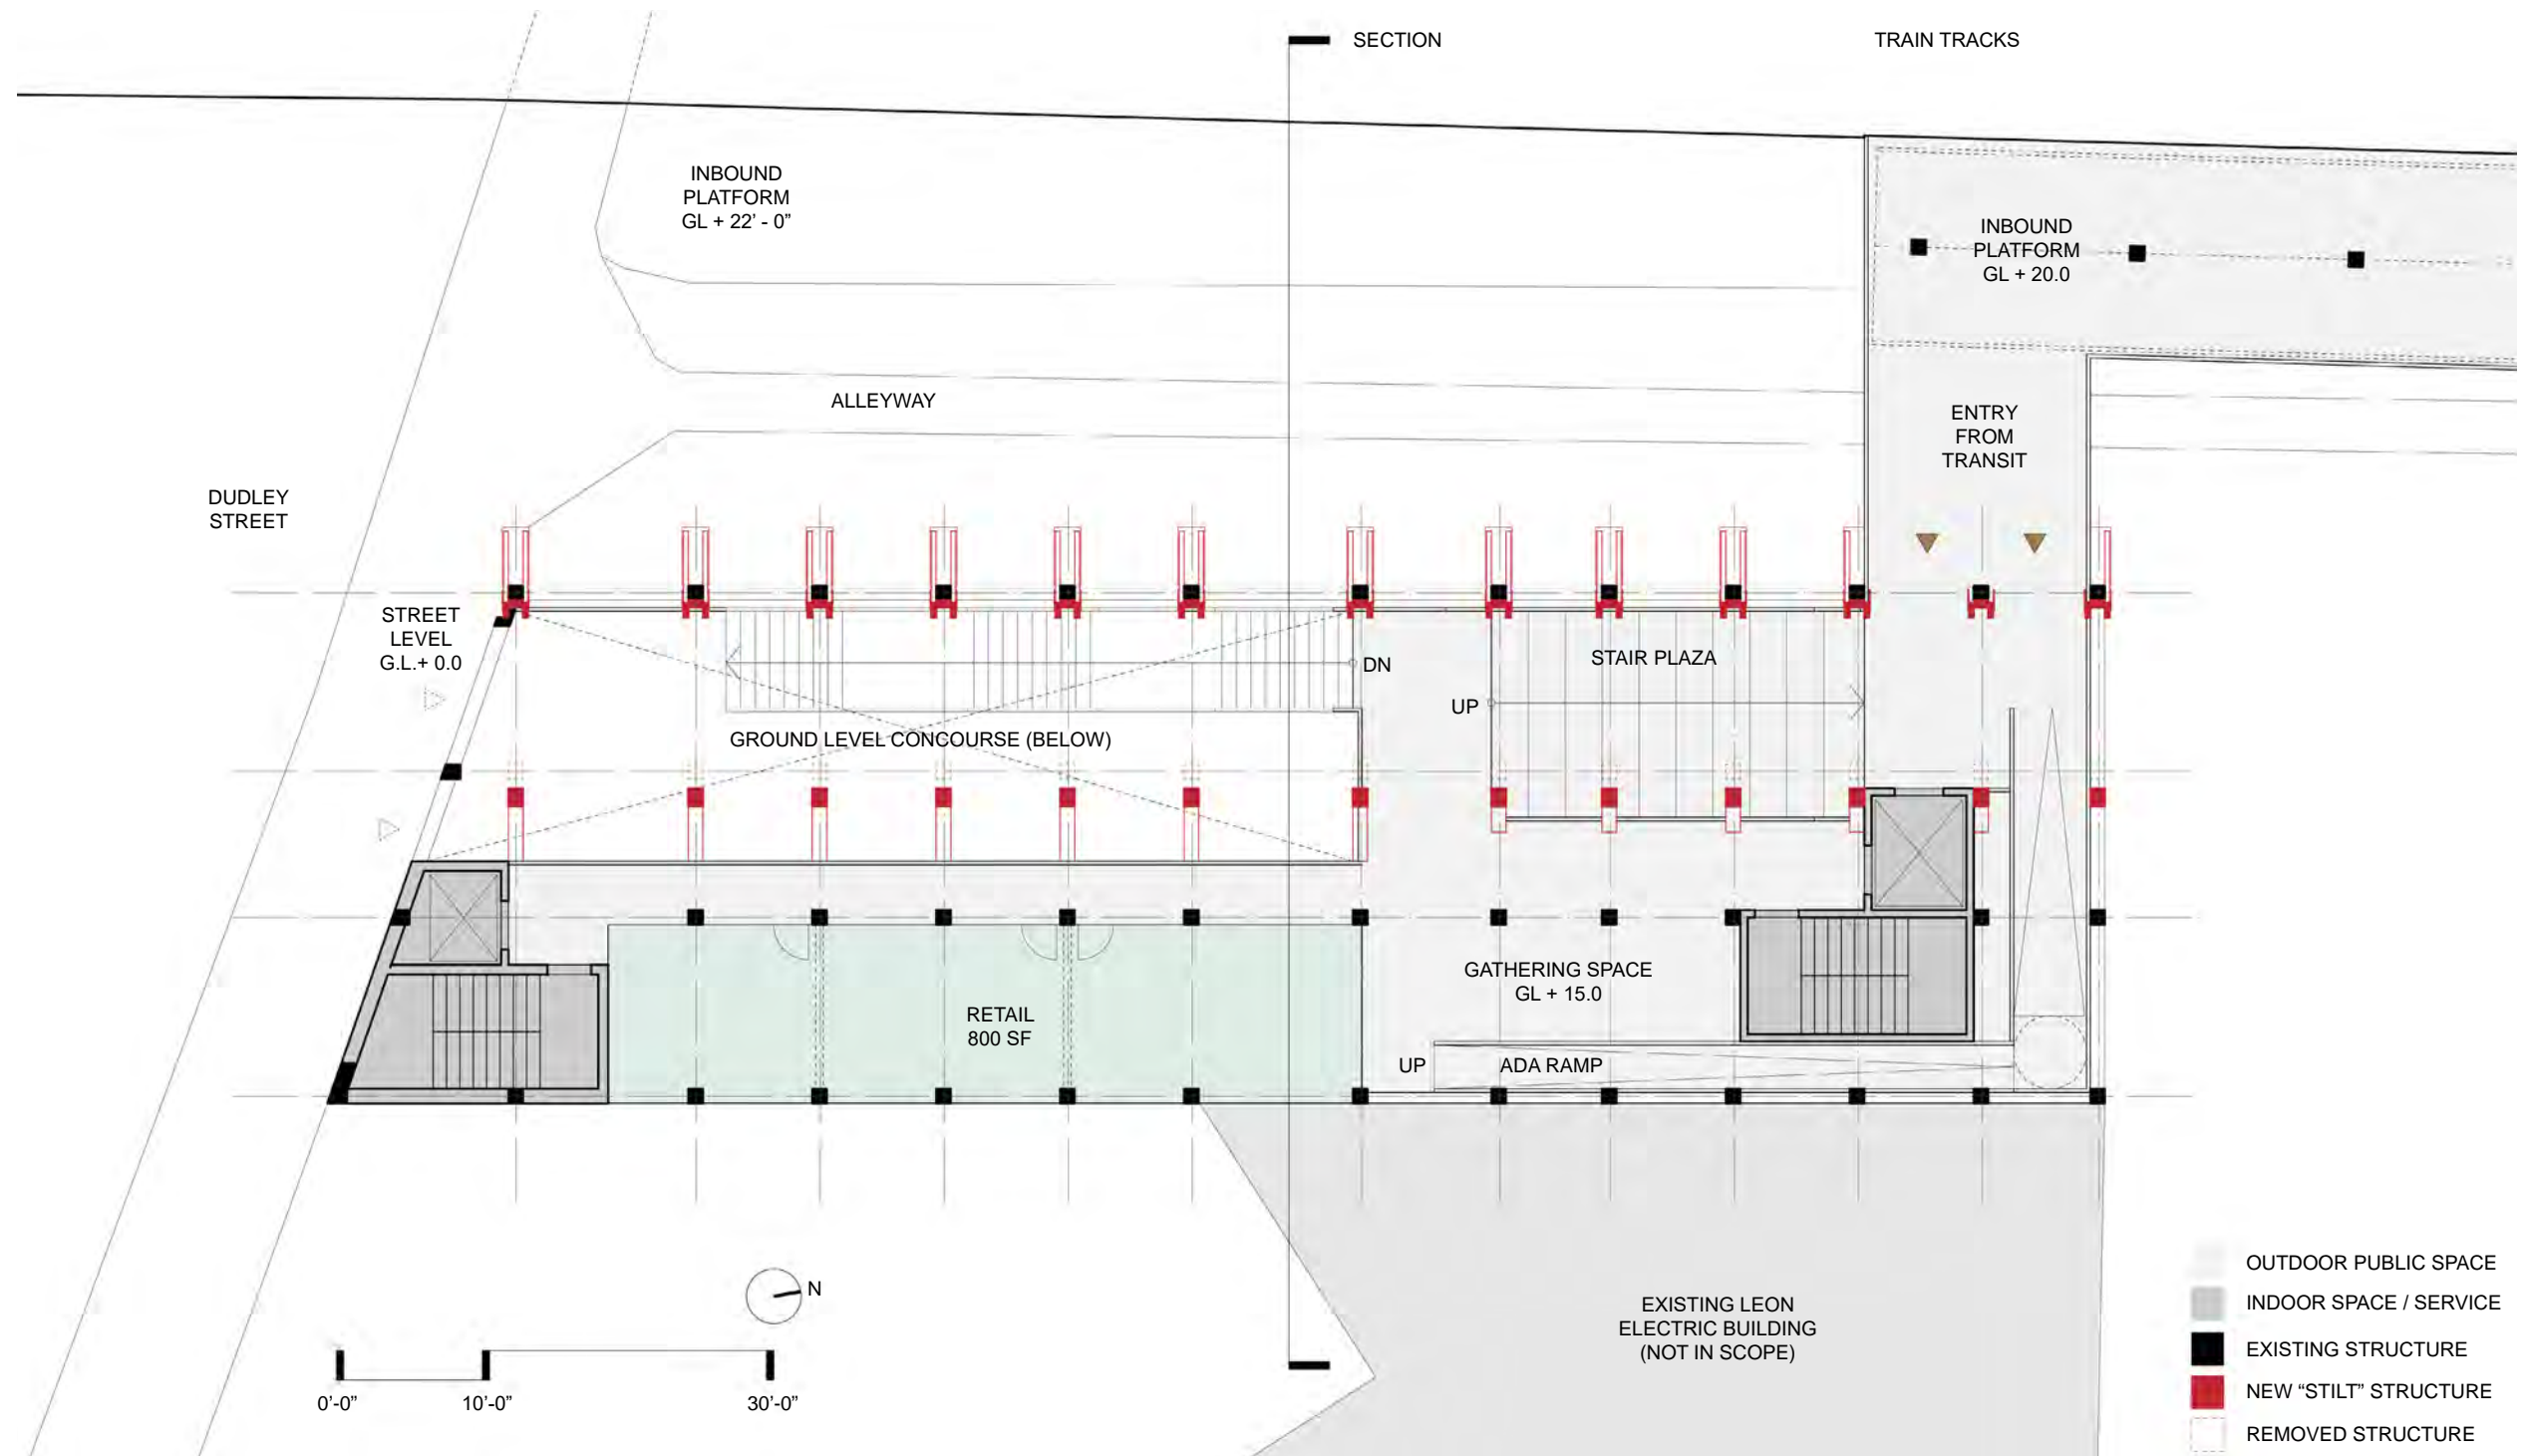 SECTION
TRAIN TRACKS
INBOUND
PLATFORM
GL + 22’ - 0”
INBOUND
PLATFORM
GL + 20.0
ALLEYWAY
ENTRY
FROM
TRANSIT
DUDLEY
STREET
STREET
LEVEL
G.L.+ 0.0
DN
STAIR PLAZA
UP
GROUND LEVEL CONCOURSE (BELOW)
GATHERING SPACE
GL + 15.0
RETAIL
800 SF
UP
ADA RAMP
N
0’-0”
10’-0”
30’-0”
EXISTING LEON
ELECTRIC BUILDING
(NOT IN SCOPE)
OUTDOOR PUBLIC SPACE
INDOOR SPACE / SERVICE
EXISTING STRUCTURE
NEW “STILT” STRUCTURE
REMOVED STRUCTURE